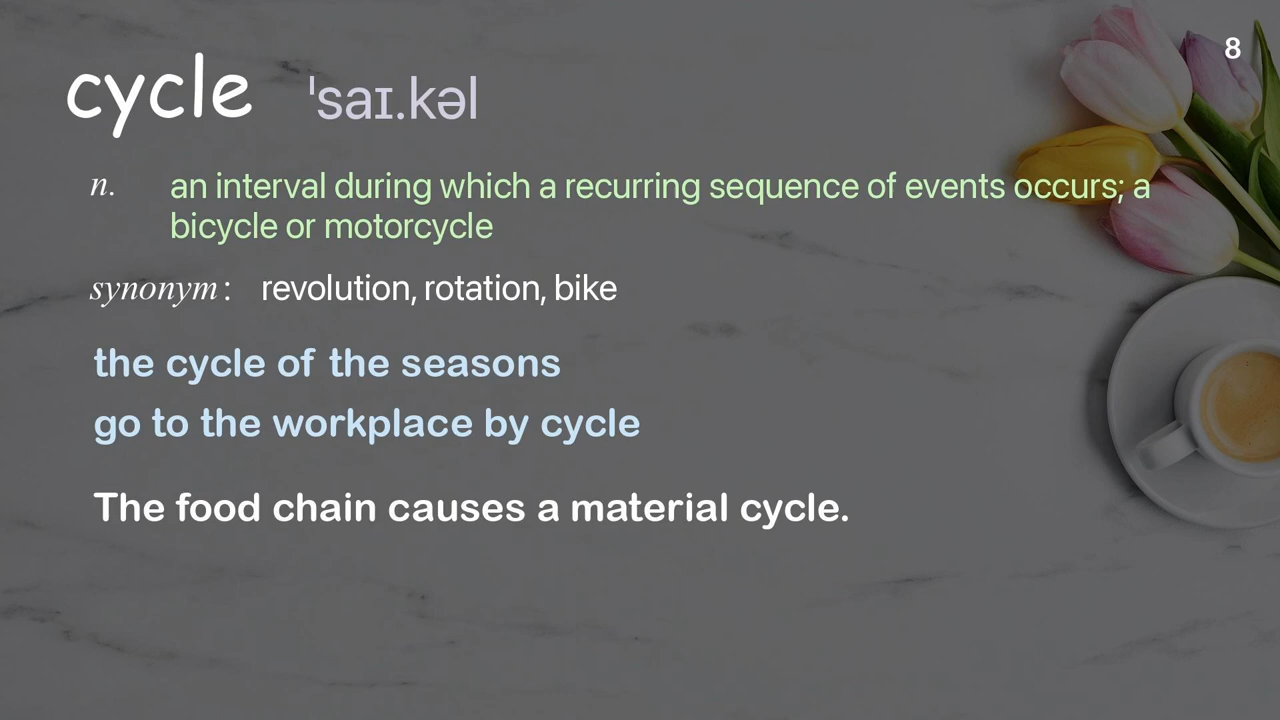 8
cycle ˈsaɪ.kəl
n. an interval during which a recurring sequence of events occurs; a
bicycle or motorcycle
synonym: revolution, rotation, bike
the cycle of the seasons
go to the workplace by cycle
The food chain causes a material cycle.